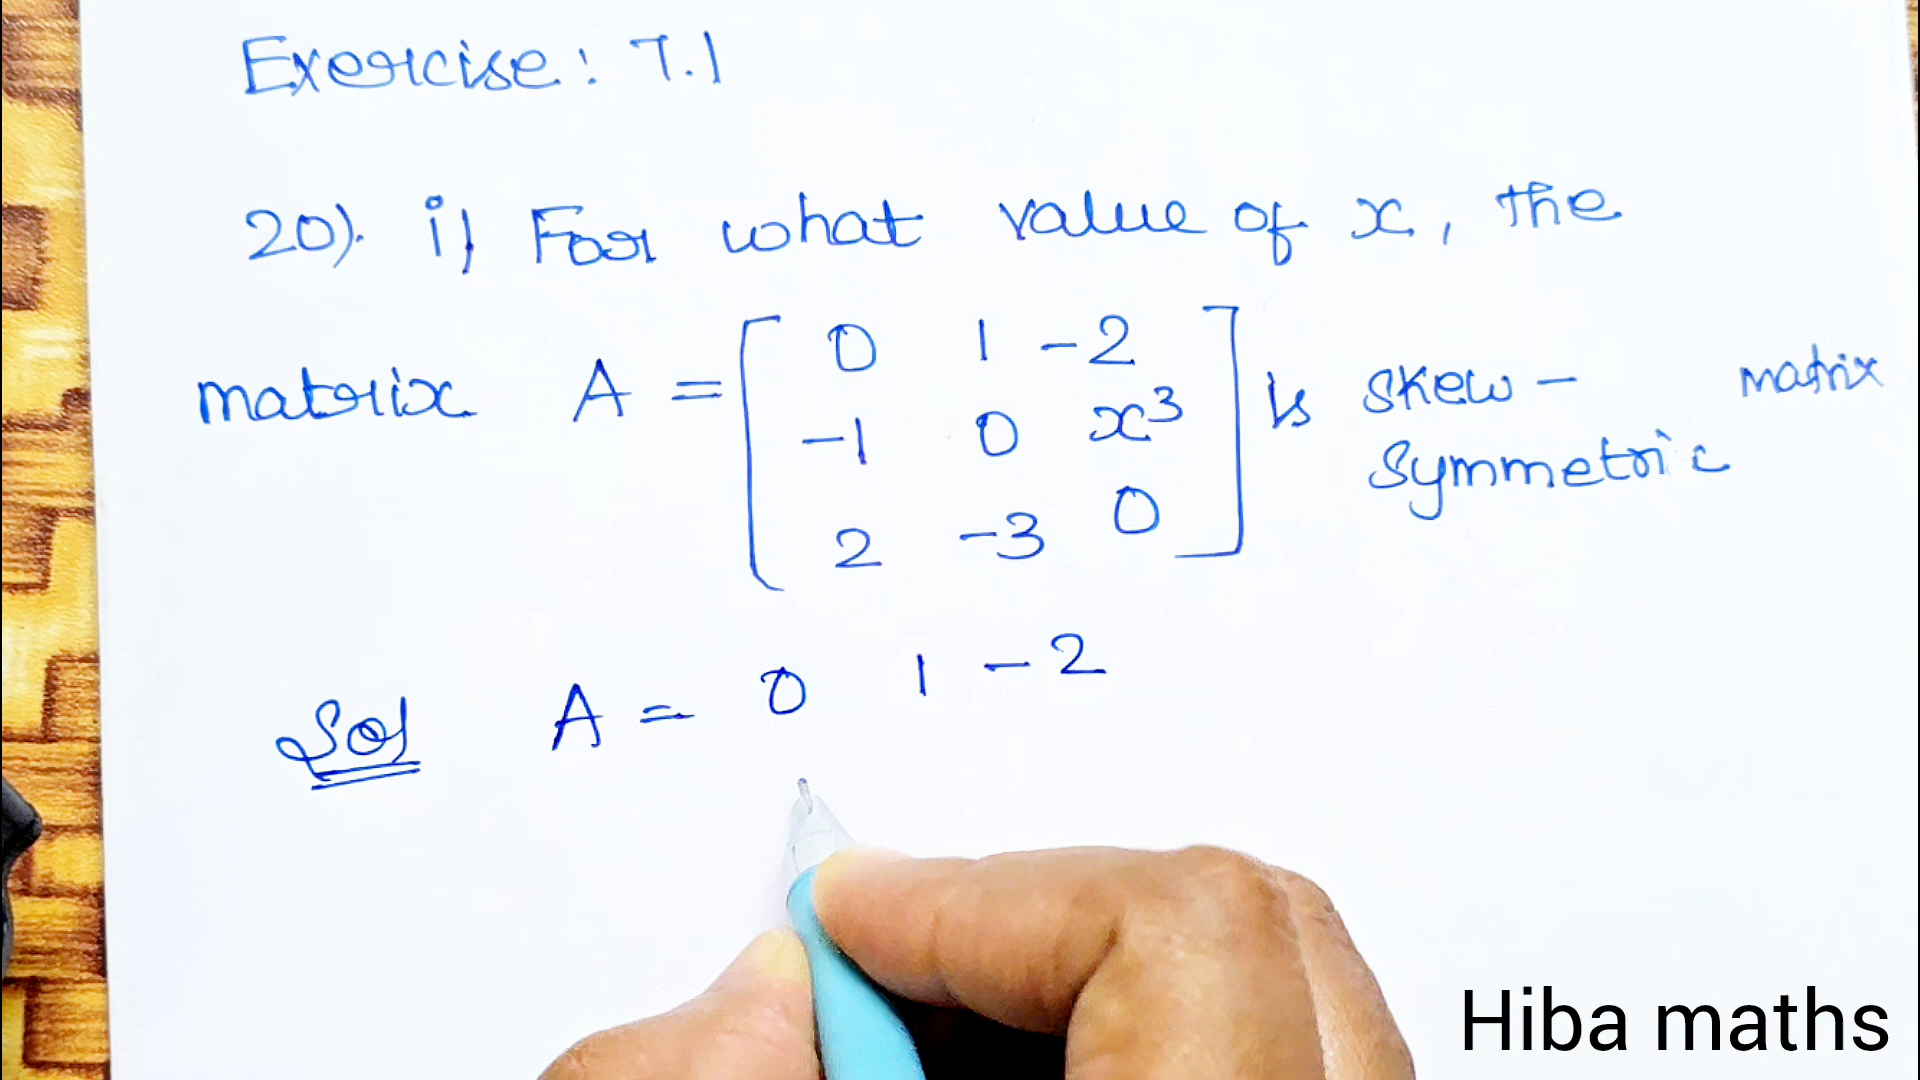 Exercise: 7.1
20). i) For what value of x, the
matrix A = [ 0 1 -2
-1 0 x³
2 -3 0 ] is skew- matrix
symmetric
Sol A = 0 1 -2
Hiba maths